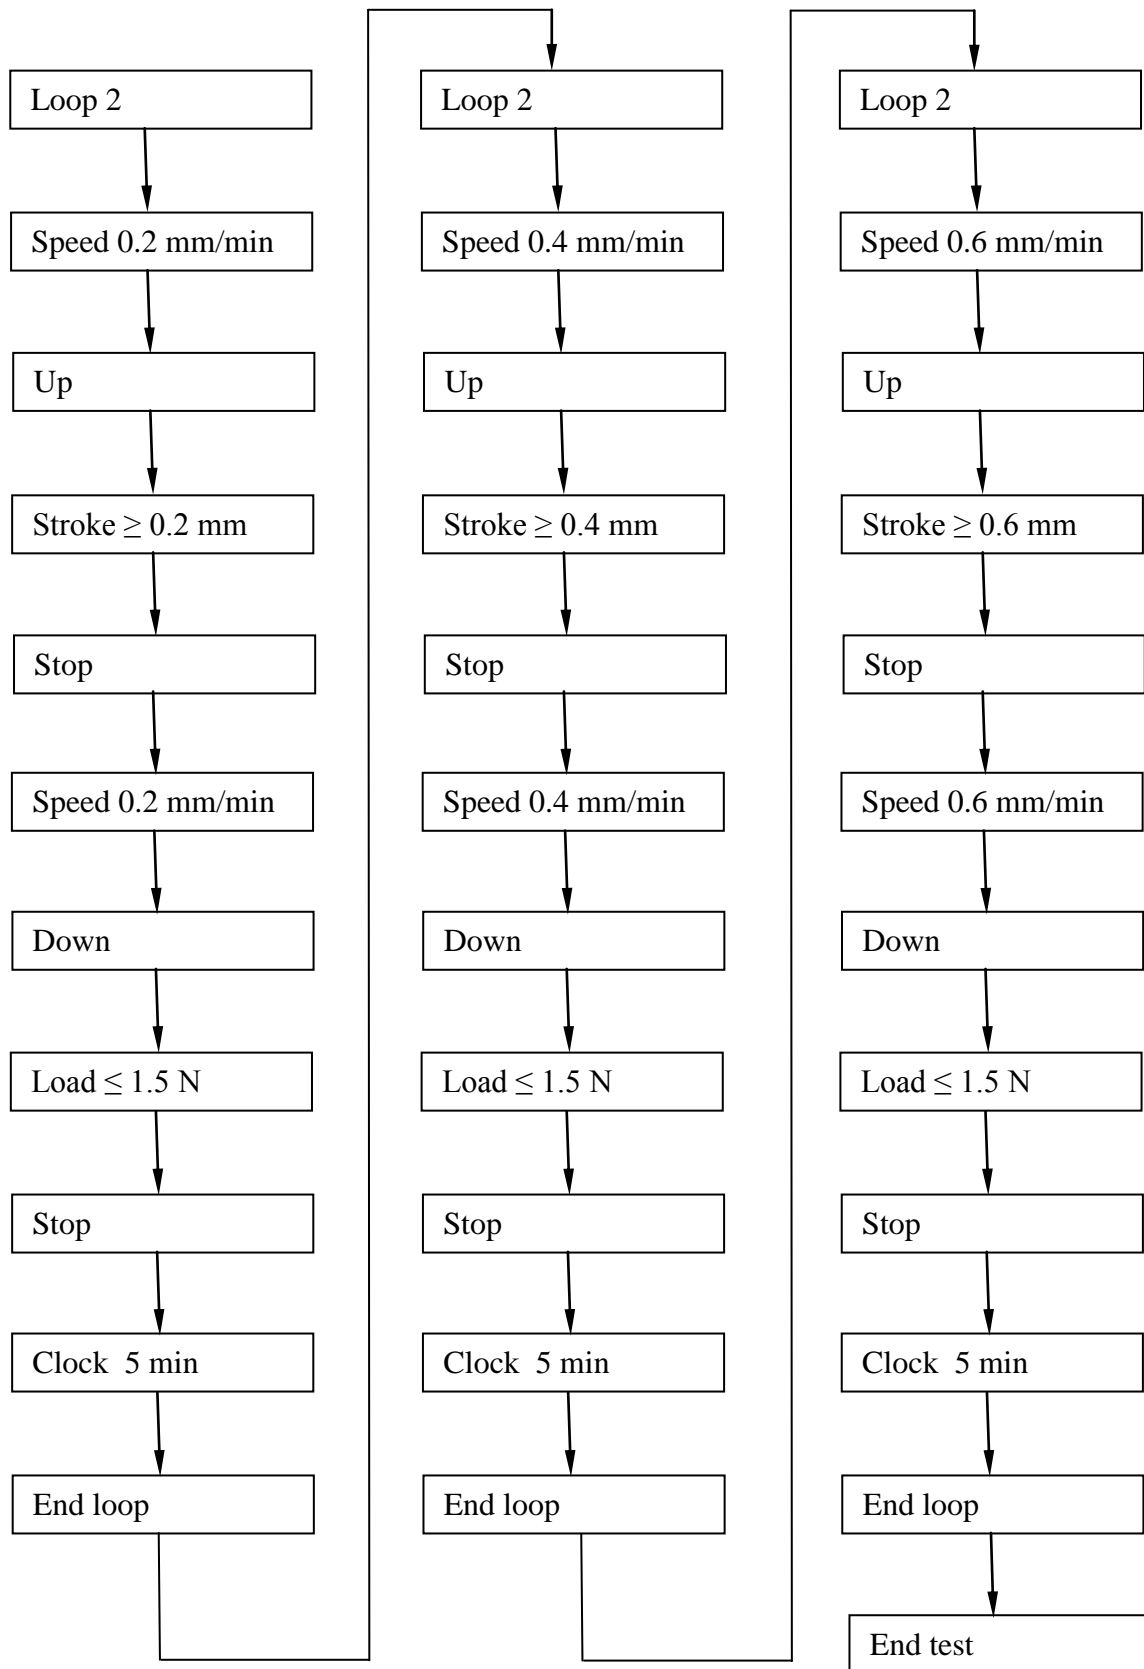 Loop 2
Speed 0.2 mm/min
Up
Stroke ≥ 0.2 mm
Stop
Speed 0.2 mm/min
Down
Load ≤ 1.5 N
Stop
Clock  5 min
End loop
Loop 2
Speed 0.4 mm/min
Up
Stroke ≥ 0.4 mm
Stop
Speed 0.4 mm/min
Down
Load ≤ 1.5 N
Stop
Clock  5 min
End loop
Loop 2
Speed 0.6 mm/min
Up
Stroke ≥ 0.6 mm
Stop
Speed 0.6 mm/min
Down
Load ≤ 1.5 N
Stop
Clock  5 min
End loop
End test